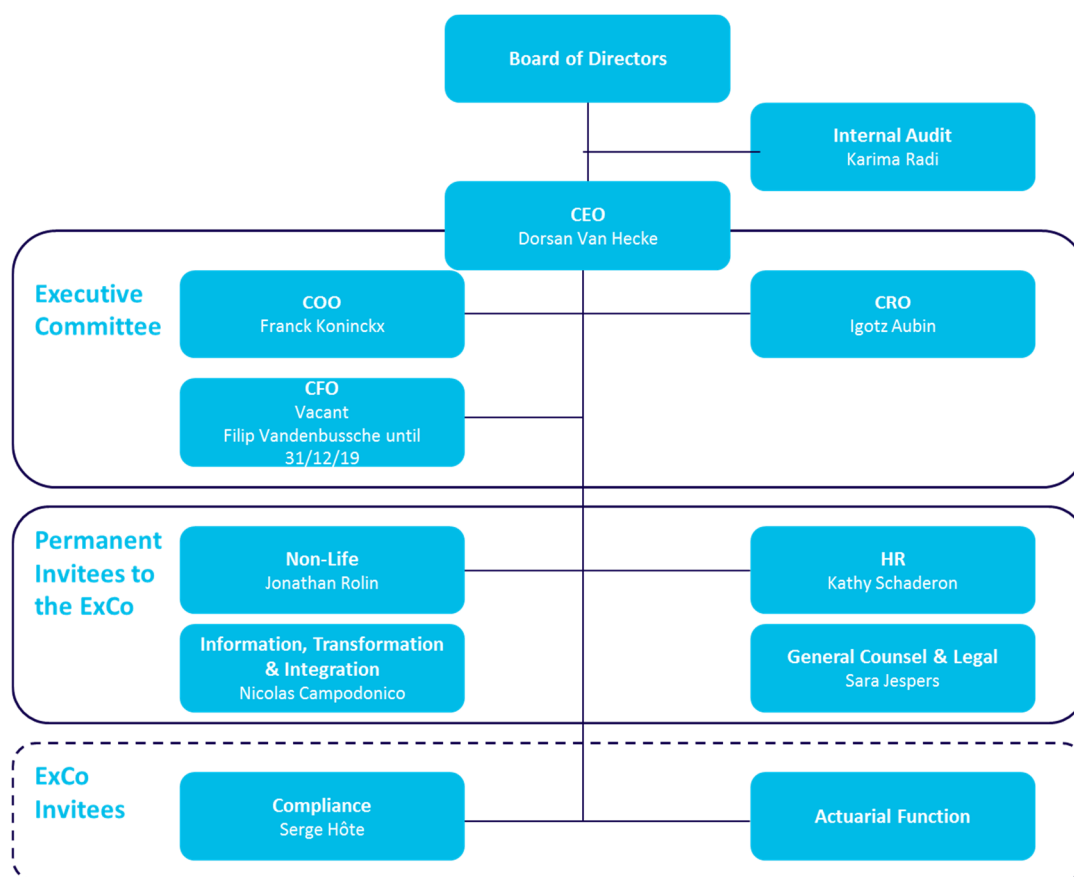 Board of Directors
Internal Audit
Karima Radi
CEO
Dorsan Van Hecke
Executive
Committee
COO
Franck Koninckx
CRO
Igotz Aubin
CFO
Vacant
Filip Vandenbussche until
31/12/19
Permanent
Invitees to
the ExCo
Non-Life
Jonathan Rolin
HR
Kathy Schaderon
Information, Transformation
& Integration
Nicolas Campodonico
General Counsel & Legal
Sara Jespers
ExCo
Invitees
Compliance
Serge Hôte
Actuarial Function